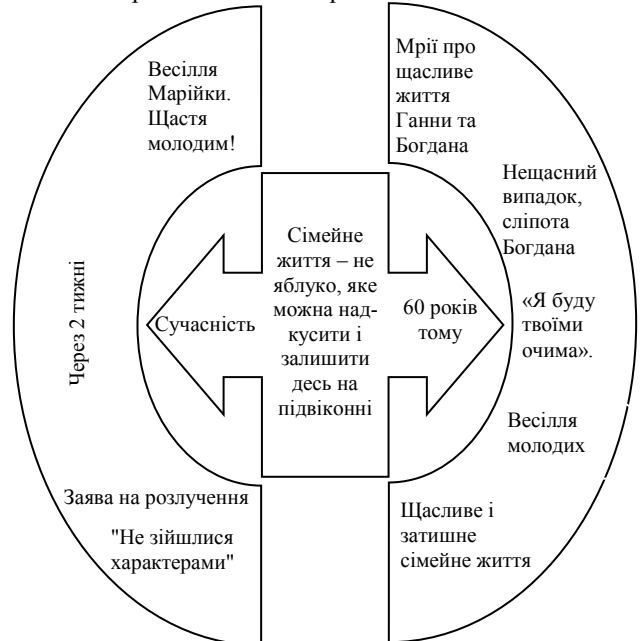 Весілля
Марійки.
Щастя
молодим!
Через 2 тижні
Заява на розлучення
"Не зійшлися
характерами"
Сучасність
Сімейне
життя – не
яблуко, яке
можна над-
кусити і
залишити
десь на
підвіконні
60 років
тому
Мрії про
щасливе
життя
Ганни та
Богдана
Нещасний
випадок,
сліпота
Богдана
«Я буду
твоїми
очима».
Весілля
молодих
Щасливе і
затишне
сімейне життя